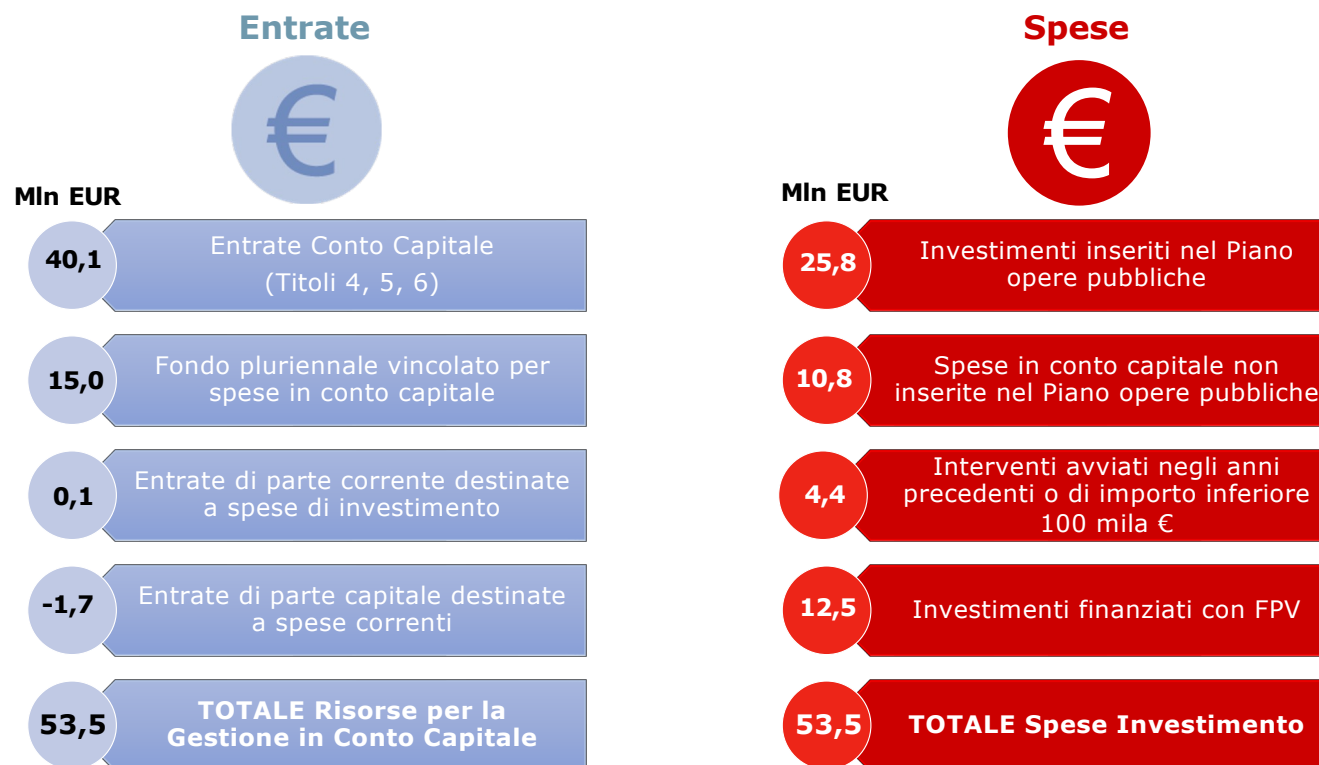 Entrate
€
Mln EUR
40,1
Entrate Conto Capitale
(Titoli 4, 5, 6)
15,0
Fondo pluriennale vincolato per
spese in conto capitale
0,1
Entrate di parte corrente destinate
a spese di investimento
-1,7
Entrate di parte capitale destinate
a spese correnti
53,5
TOTALE Risorse per la
Gestione in Conto Capitale
Spese
€
Mln EUR
25,8
Investimenti inseriti nel Piano
opere pubbliche
10,8
Spese in conto capitale non
inserite nel Piano opere pubbliche
4,4
Interventi avviati negli anni
precedenti o di importo inferiore
100 mila €
12,5
Investimenti finanziati con FPV
53,5
TOTALE Spese Investimento